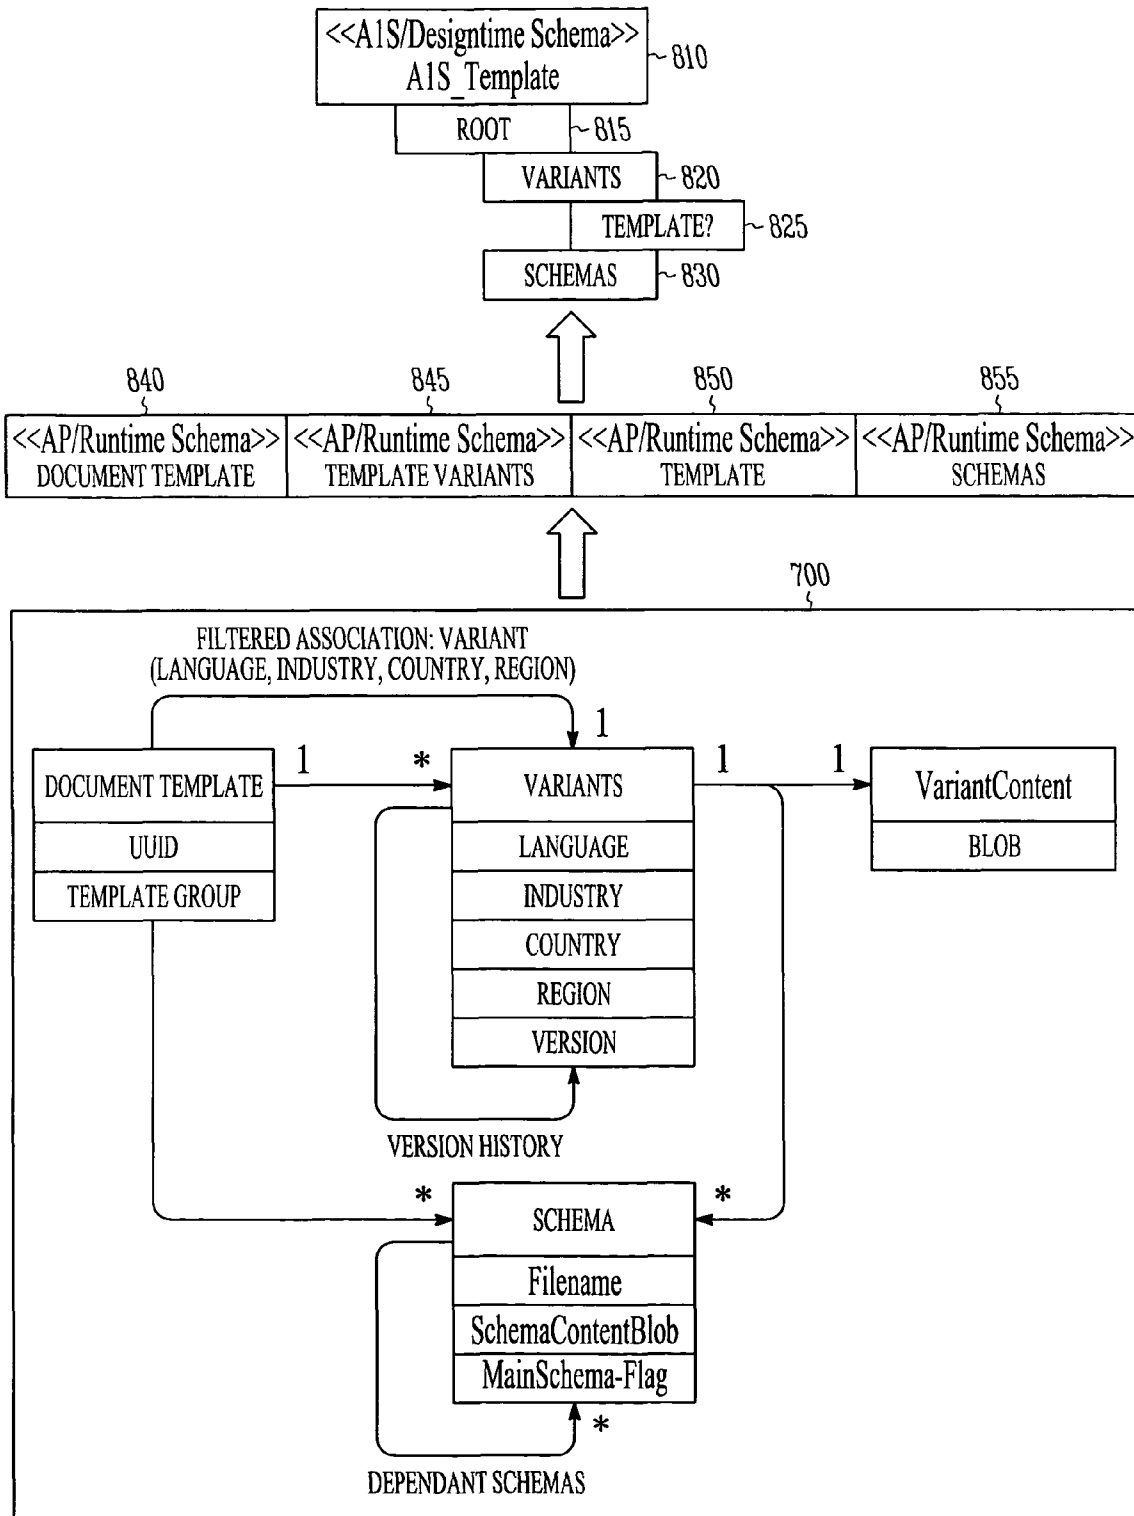 <<A1S/Designtime Schema>>
A1S_Template
810
ROOT
815
VARIANTS
820
TEMPLATE?
825
SCHEMAS
830
840
845
850
855
<<AP/Runtime Schema>>
DOCUMENT TEMPLATE
<<AP/Runtime Schema>>
TEMPLATE VARIANTS
<<AP/Runtime Schema>>
TEMPLATE
<<AP/Runtime Schema>>
SCHEMAS
700
FILTERED ASSOCIATION: VARIANT
(LANGUAGE, INDUSTRY, COUNTRY, REGION)
1
DOCUMENT TEMPLATE
UUID
TEMPLATE GROUP
1
*
VARIANTS
LANGUAGE
INDUSTRY
COUNTRY
REGION
VERSION
1
1
VariantContent
BLOB
VERSION HISTORY
*
*
SCHEMA
Filename
SchemaContentBlob
MainSchema-Flag
*
DEPENDANT SCHEMAS